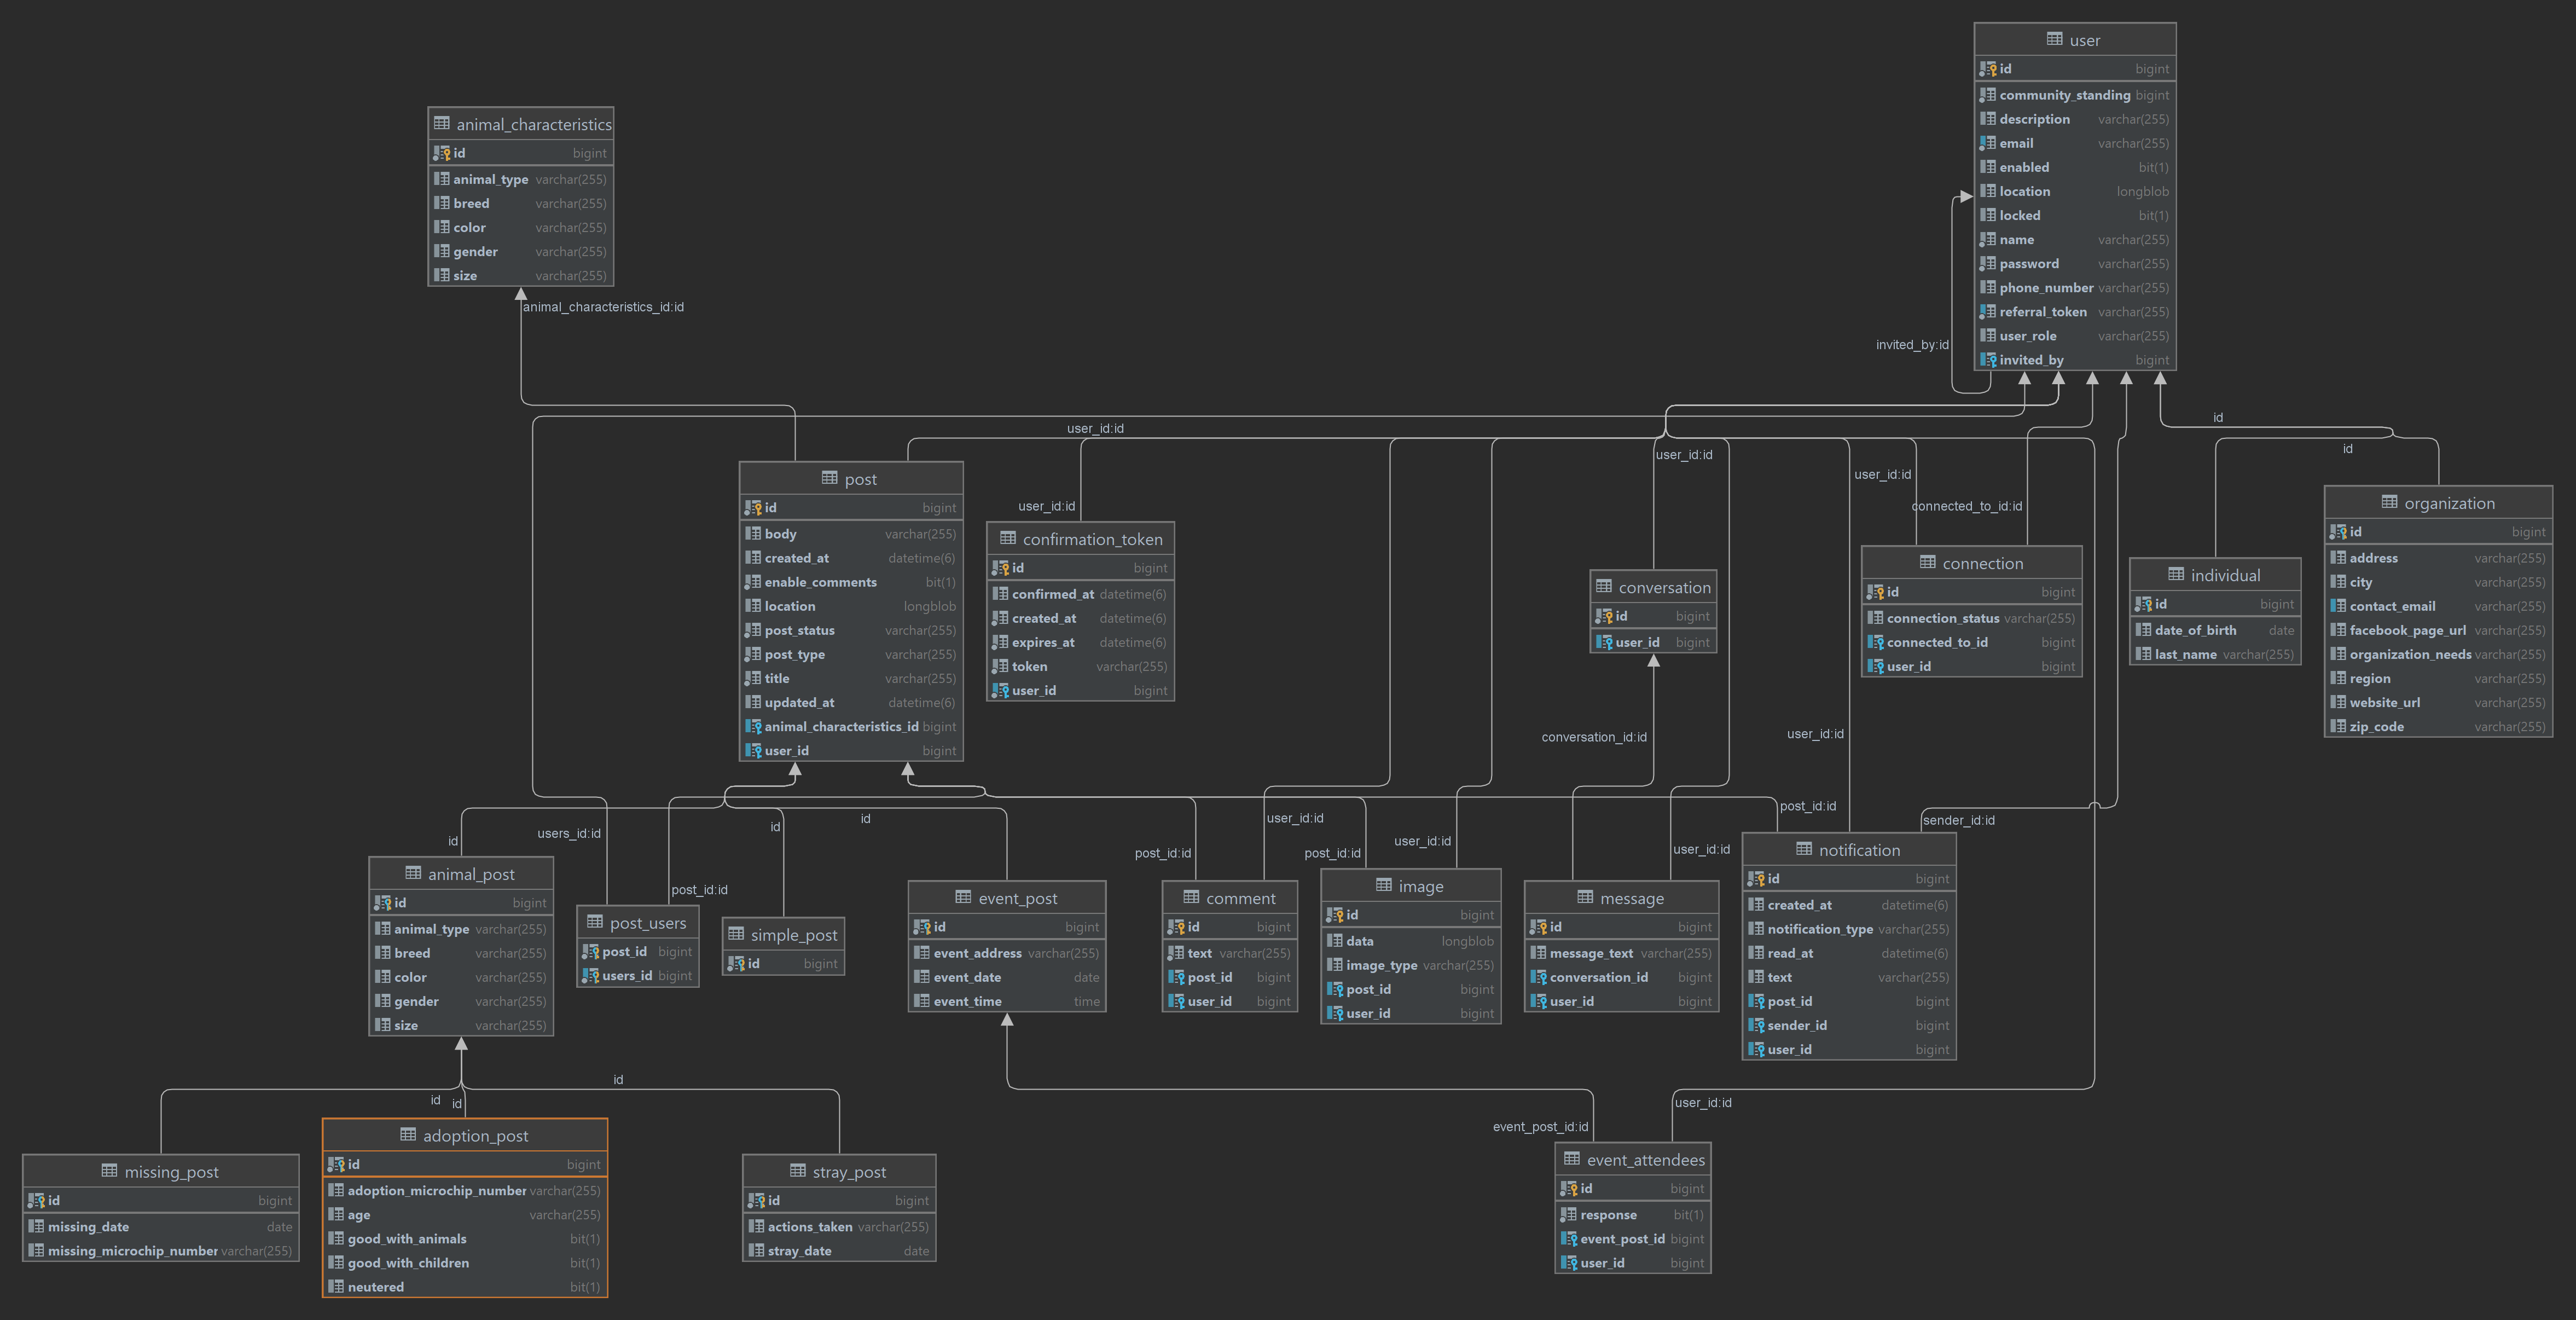 user
id bigint
community_standing bigint
description varchar(255)
email varchar(255)
enabled bit(1)
location longblob
locked bit(1)
name varchar(255)
password varchar(255)
phone_number varchar(255)
referral_token varchar(255)
user_role varchar(255)
invited_by bigint
invited_by:id
animal_characteristics
id bigint
animal_type varchar(255)
breed varchar(255)
color varchar(255)
gender varchar(255)
size varchar(255)
animal_characteristics_id:id
user_id:id
id
id
user_id:id
user_id:id
user_id:id
connected_to_id:id
post
id bigint
body varchar(255)
created_at datetime(6)
enable_comments bit(1)
location longblob
post_status varchar(255)
post_type varchar(255)
title varchar(255)
updated_at datetime(6)
animal_characteristics_id bigint
user_id bigint
confirmation_token
id bigint
confirmed_at datetime(6)
created_at datetime(6)
expires_at datetime(6)
token varchar(255)
user_id bigint
conversation
id bigint
user_id bigint
connection
id bigint
connection_status varchar(255)
connected_to_id bigint
user_id bigint
individual
id bigint
date_of_birth date
last_name varchar(255)
organization
id bigint
address varchar(255)
city varchar(255)
contact_email varchar(255)
facebook_page_url varchar(255)
organization_needs varchar(255)
region varchar(255)
website_url varchar(255)
zip_code varchar(255)
conversation_id:id
user_id:id
id
users_id:id
post_id:id
id
id
post_id:id
user_id:id
post_id:id
user_id:id
user_id:id
post_id:id
sender_id:id
animal_post
id bigint
animal_type varchar(255)
breed varchar(255)
color varchar(255)
gender varchar(255)
size varchar(255)
post_users
post_id bigint
users_id bigint
simple_post
id bigint
event_post
id bigint
event_address varchar(255)
event_date date
event_time time
comment
id bigint
text varchar(255)
post_id bigint
user_id bigint
image
id bigint
data longblob
image_type varchar(255)
post_id bigint
user_id bigint
message
id bigint
message_text varchar(255)
conversation_id bigint
user_id bigint
notification
id bigint
created_at datetime(6)
notification_type varchar(255)
read_at datetime(6)
text varchar(255)
post_id bigint
sender_id bigint
user_id bigint
id
id
id
event_post_id:id
user_id:id
missing_post
id bigint
missing_date date
missing_microchip_number varchar(255)
adoption_post
id bigint
adoption_microchip_number varchar(255)
age varchar(255)
good_with_animals bit(1)
good_with_children bit(1)
neutered bit(1)
stray_post
id bigint
actions_taken varchar(255)
stray_date date
event_attendees
id bigint
response bit(1)
event_post_id bigint
user_id bigint